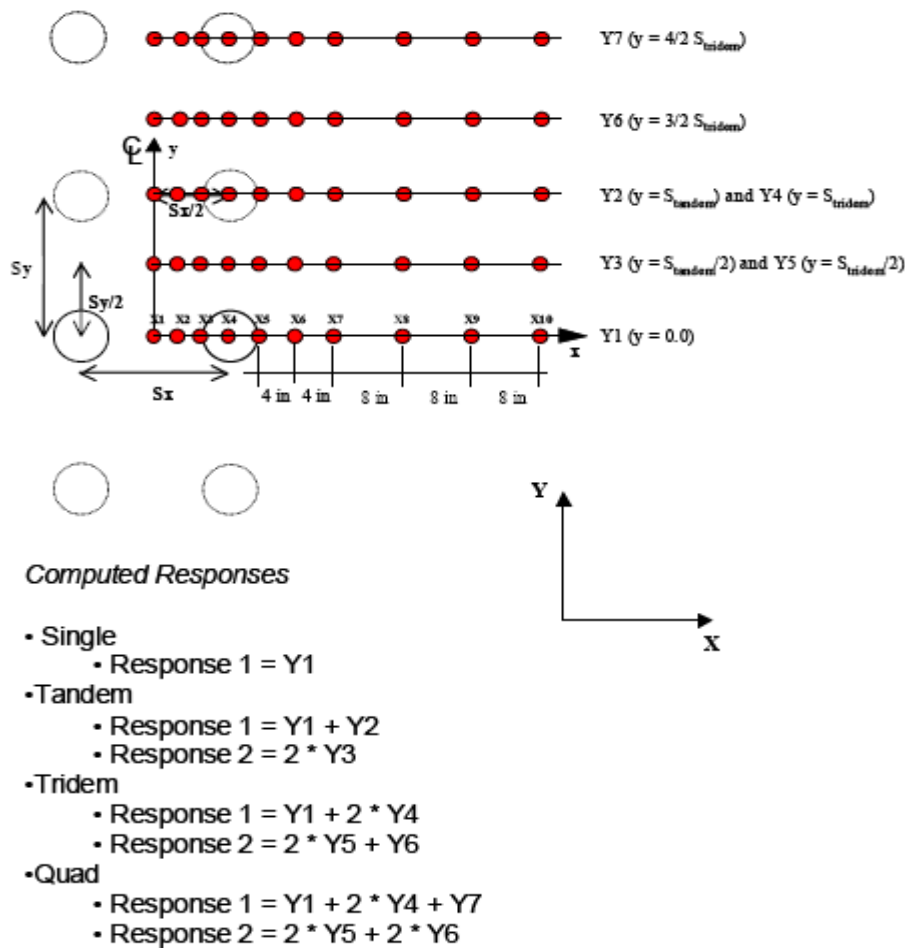 Y7 (y = 4/2 Stridem)
Y6 (y = 3/2 Stridem)
℄ y
Sx/2
Y2 (y = Standem) and Y4 (y = Stridem)
Sy
Y3 (y = Standem/2) and Y5 (y = Stridem/2)
Sy/2
X1 X2 X3 X4 X5 X6 X7 X8 X9 X10
x
Y1 (y = 0.0)
Sx
4 in 4 in 8 in 8 in 8 in
Y
X
Computed Responses
• Single
• Response 1 = Y1
•Tandem
• Response 1 = Y1 + Y2
• Response 2 = 2 * Y3
•Tridem
• Response 1 = Y1 + 2 * Y4
• Response 2 = 2 * Y5 + Y6
•Quad
• Response 1 = Y1 + 2 * Y4 + Y7
• Response 2 = 2 * Y5 + 2 * Y6